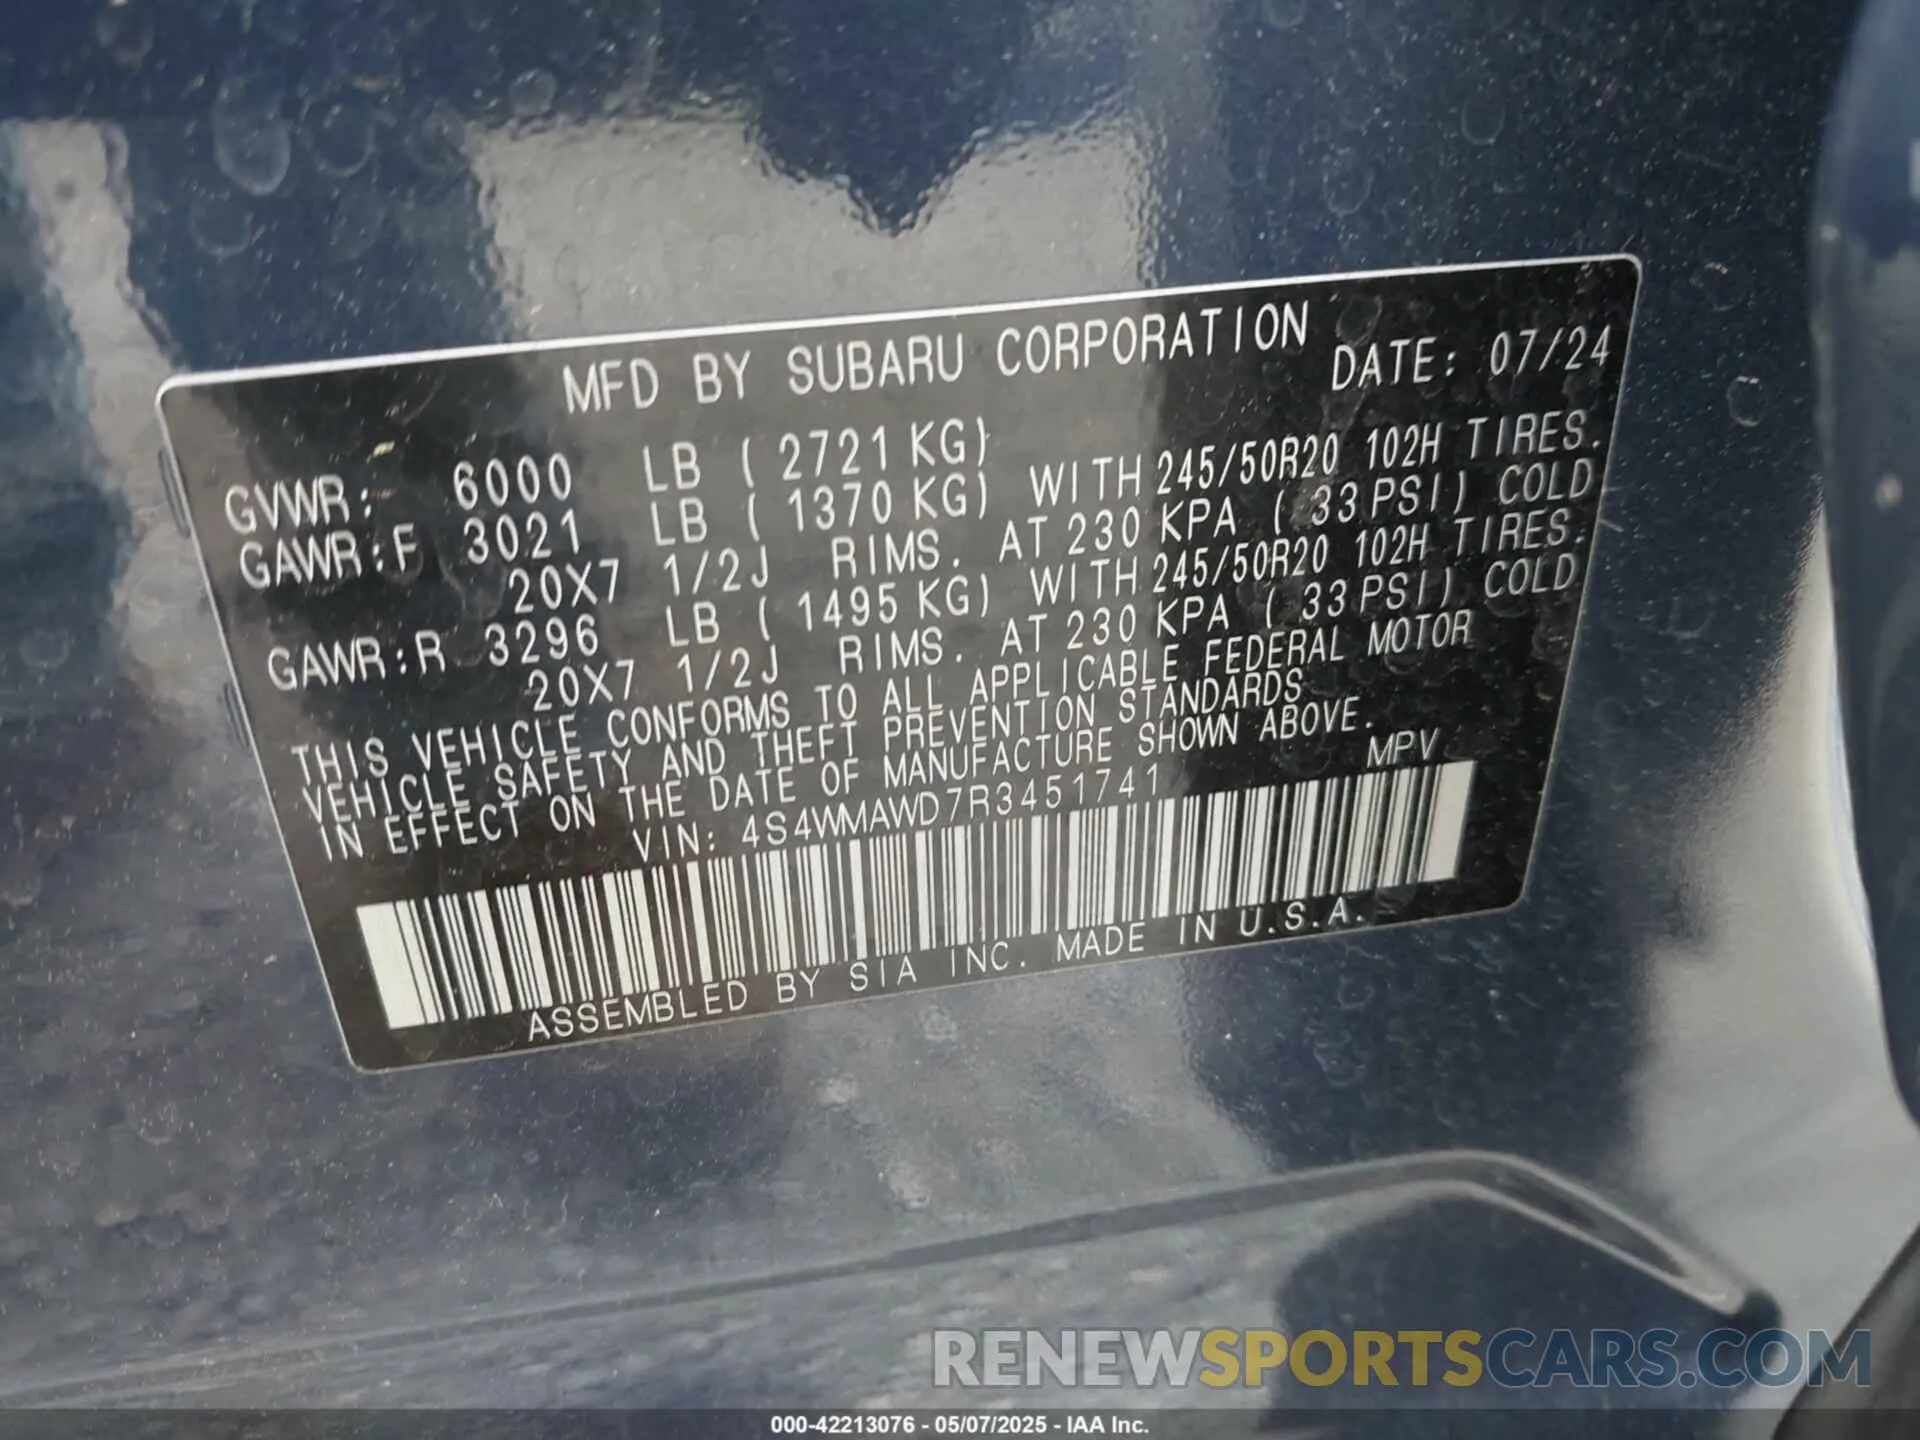 MFD BY SUBARU CORPORATION DATE: 07/24
GVWR: 6000 LB ( 2721 KG)
GAWR:F 3021 LB ( 1370 KG) WITH 245/50R20 102H TIRES.
20X7 1/2J RIMS. AT 230 KPA ( 33 PSI) COLD
GAWR:R 3296 LB ( 1495 KG) WITH 245/50R20 102H TIRES.
20X7 1/2J RIMS. AT 230 KPA ( 33 PSI) COLD
THIS VEHICLE CONFORMS TO ALL APPLICABLE FEDERAL MOTOR
VEHICLE SAFETY AND THEFT PREVENTION STANDARDS
IN EFFECT ON THE DATE OF MANUFACTURE SHOWN ABOVE.
VIN: 4S4WMAWD7R3451741 MPV
ASSEMBLED BY SIA INC. MADE IN U.S.A.
RENEWSPORTSCARS.COM
000-42213076 - 05/07/2025 - IAA Inc.